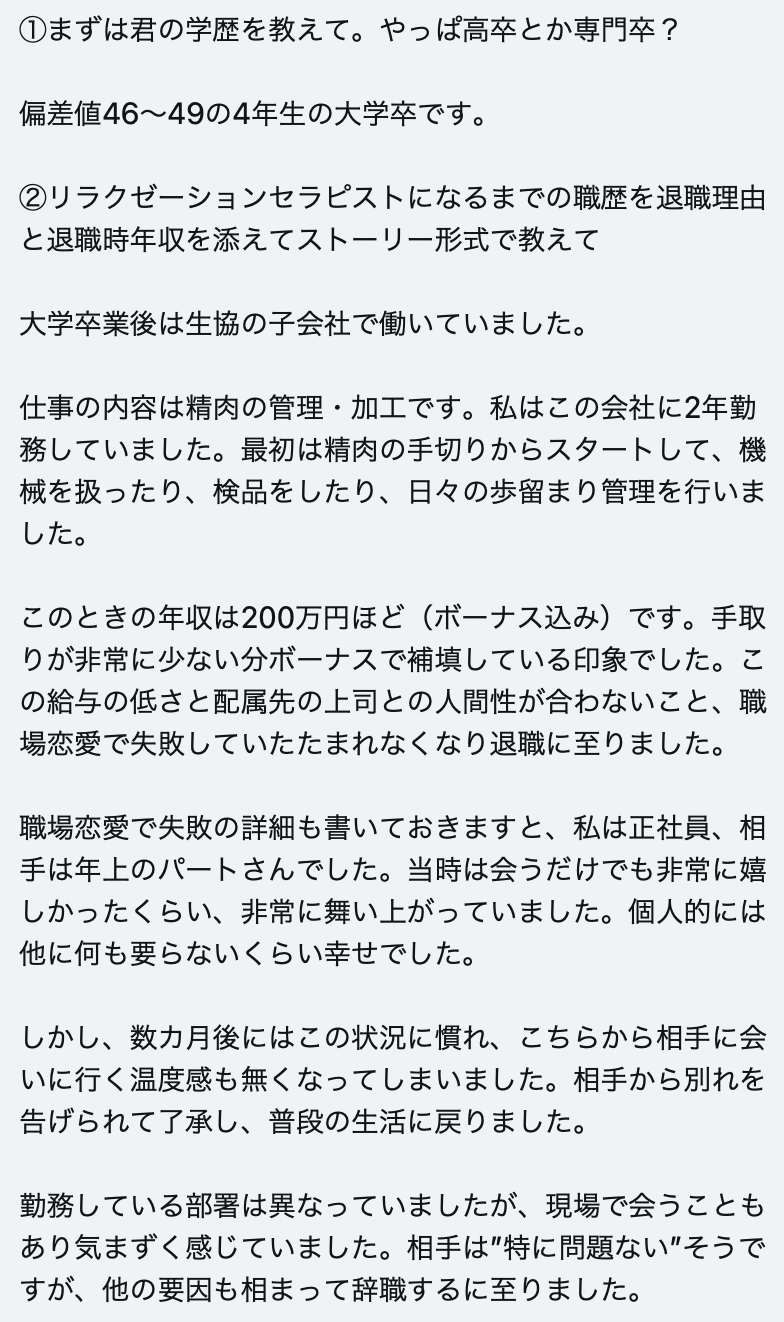 ①まずは君の学歴を教えて。やっぱ高卒とか専門卒？
偏差値46〜49の4年生の大学卒です。
②リラクゼーションセラピストになるまでの職歴を退職理由
と退職時年収を添えてストーリー形式で教えて
大学卒業後は生協の子会社で働いていました。
仕事の内容は精肉の管理・加工です。私はこの会社に2年勤
務していました。最初は精肉の手切りからスタートして、機
械を扱ったり、検品をしたり、日々の歩留まり管理を行いま
した。
このときの年収は200万円ほど（ボーナス込み）です。手取
りが非常に少ない分ボーナスで補填している印象でした。こ
の給与の低さと配属先の上司との人間性が合わないこと、職
場恋愛で失敗していたたまれなくなり退職に至りました。
職場恋愛で失敗の詳細も書いておきますと、私は正社員、相
手は年上のパートさんでした。当時は会うだけでも非常に嬉
しかったくらい、非常に舞い上がっていました。個人的には
他に何も要らないくらい幸せでした。
しかし、数カ月後にはこの状況に慣れ、こちらから相手に会
いに行く温度感も無くなってしまいました。相手から別れを
告げられて了承し、普段の生活に戻りました。
勤務している部署は異なっていましたが、現場で会うことも
あり気まずく感じていました。相手は"特に問題ない"そうで
すが、他の要因も相まって辞職するに至りました。